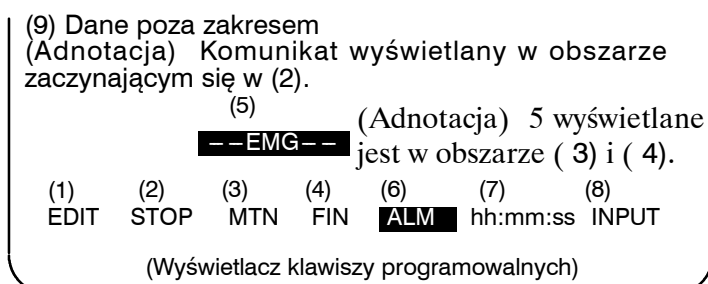 (9) Dane poza zakresem
(Adnotacja) Komunikat wyświetlany w obszarze
zaczynającym się w (2).
(5)
--EMG--
(Adnotacja) 5 wyświetlane
jest w obszarze ( 3) i ( 4).
(1) (2) (3) (4) (6) (7) (8)
EDIT STOP MTN FIN ALM hh:mm:ss INPUT
(Wyświetlacz klawiszy programowalnych)